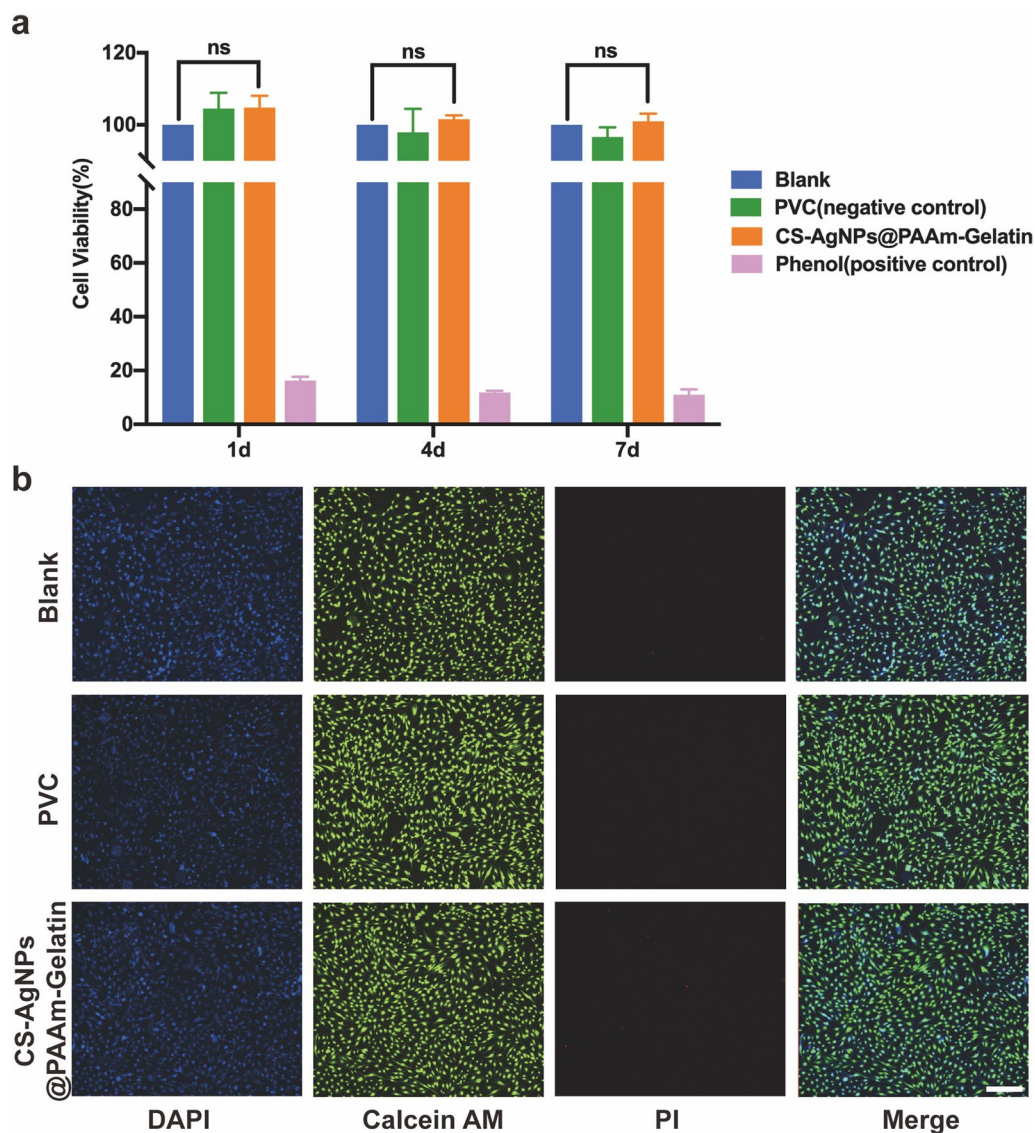 a
ns
ns
ns
120
100
80
60
40
20
0
Cell Viability(%)
1d
4d
7d
Blank
PVC(negative control)
CS-AgNPs@PAAm-Gelatin
Phenol(positive control)
b
Blank
PVC
CS-AgNPs
@PAAm-Gelatin
DAPI
Calcein AM
PI
Merge